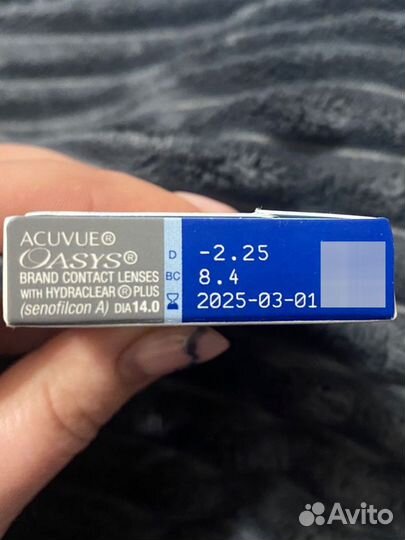 ACUVUE®
OASYS®
BRAND CONTACT LENSES
WITH HYDRACLEAR® PLUS
(senofilcon A) DIA14.0
D -2.25
BC 8.4
2025-03-01
Avito